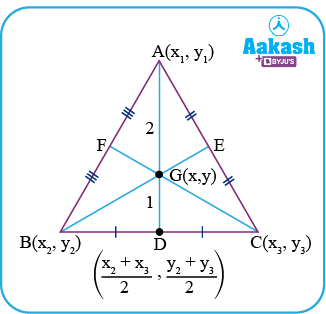 Aakash
+ BYJU'S
A(x₁, y₁)
2
F
E
G(x,y)
1
B(x₂, y₂)
D
C(x₃, y₃)
(x₂ + x₃ / 2 , y₂ + y₃ / 2)